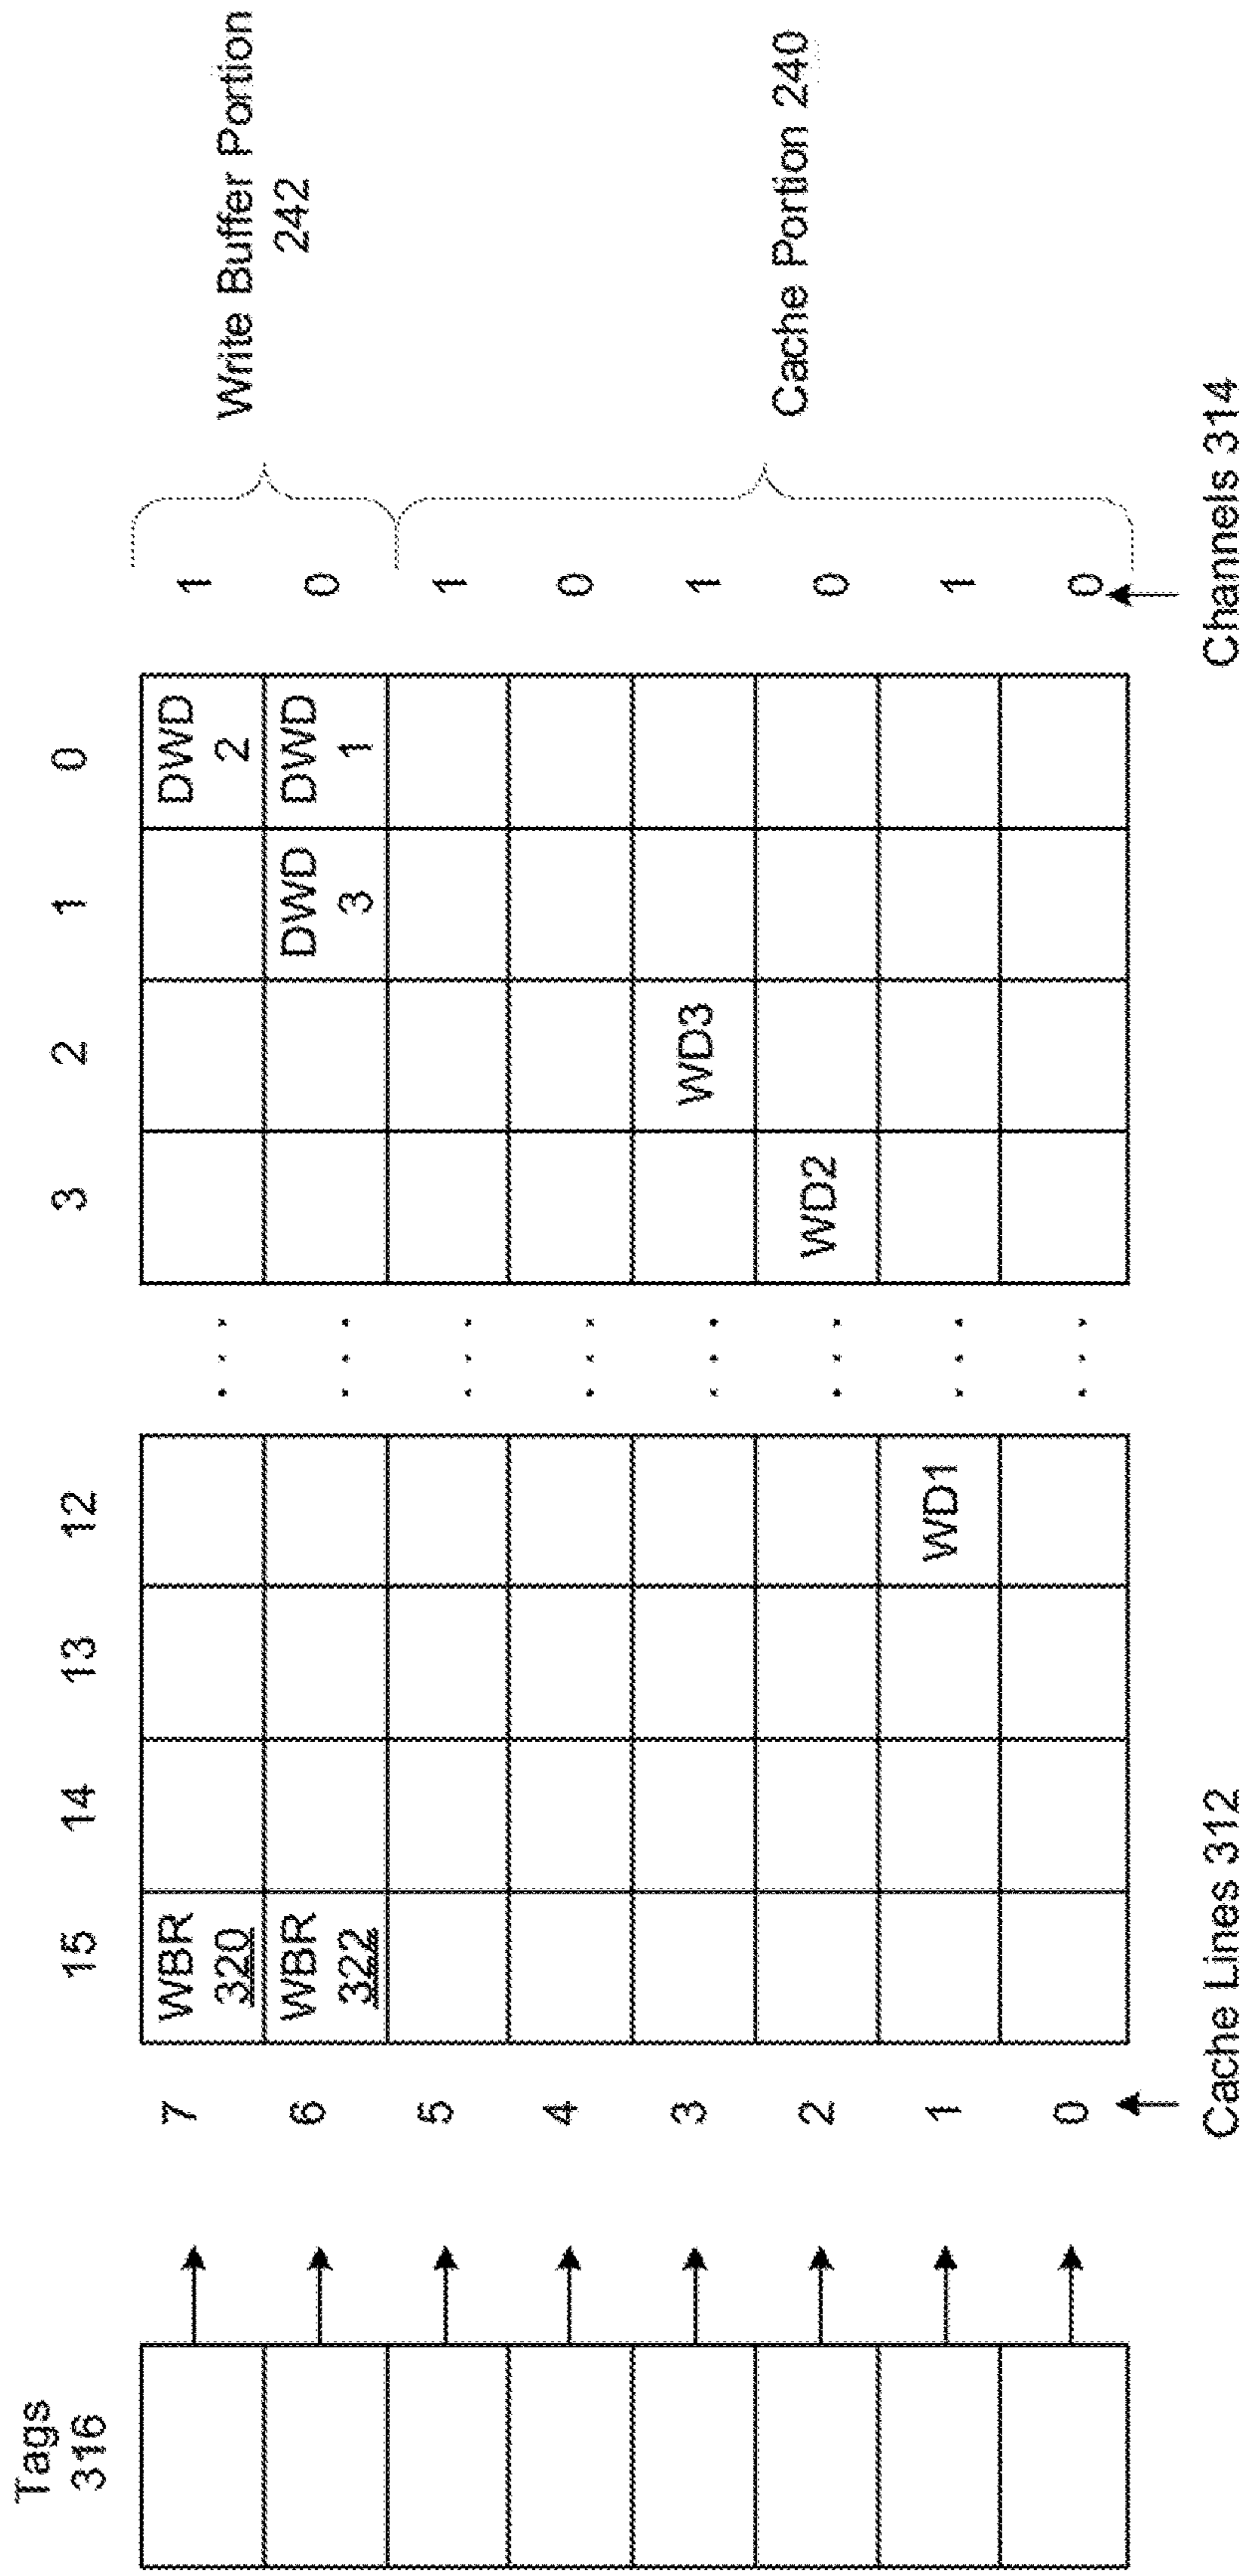 Tags
316
15 14 13 12 3 2 1 0
7 WBR 320 DWD 2 1
6 WBR 322 DWD 3 DWD 1 0
5 1
4 0
3 WD3 1
2 WD2 0
1 WD1 1
0 0
Write Buffer Portion
242
Cache Portion 240
Cache Lines 312
Channels 314